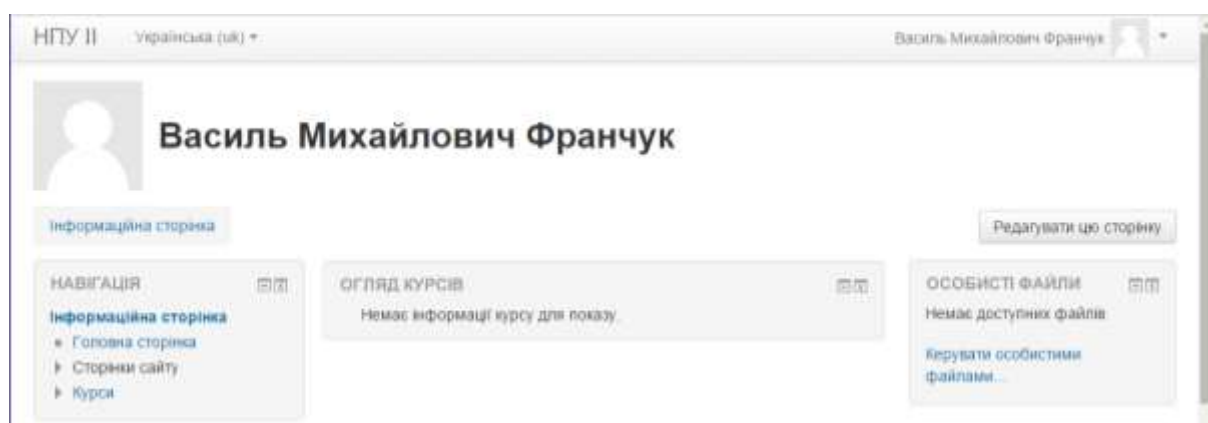 НПУ ІІ Українська (uk) Василь Михайлович Франчук
Василь Михайлович Франчук
Інформаційна сторінка
Редагувати цю сторінку
НАВІГАЦІЯ
Інформаційна сторінка
Головна сторінка
Сторінки сайту
Курси
ОГЛЯД КУРСІВ
Немає інформації курсу для показу.
ОСОБИСТІ ФАЙЛИ
Немає доступних файлів
Керувати особистими
файлами...